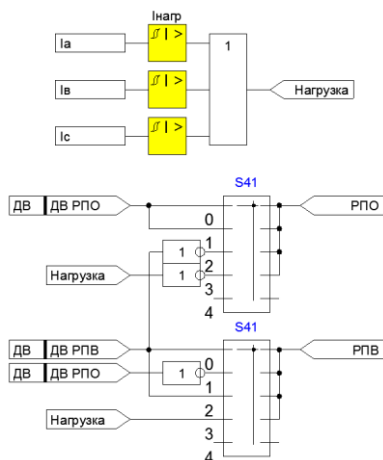 Iнагр
Ia
I >
1
Iв
I >
Нагрузка
Ic
I >
S41
ДВ ДВ РПО
РПО
0
1
1
Нагрузка
1
2
3
4
S41
ДВ ДВ РПВ
РПВ
ДВ ДВ РПО
1
0
1
Нагрузка
2
3
4